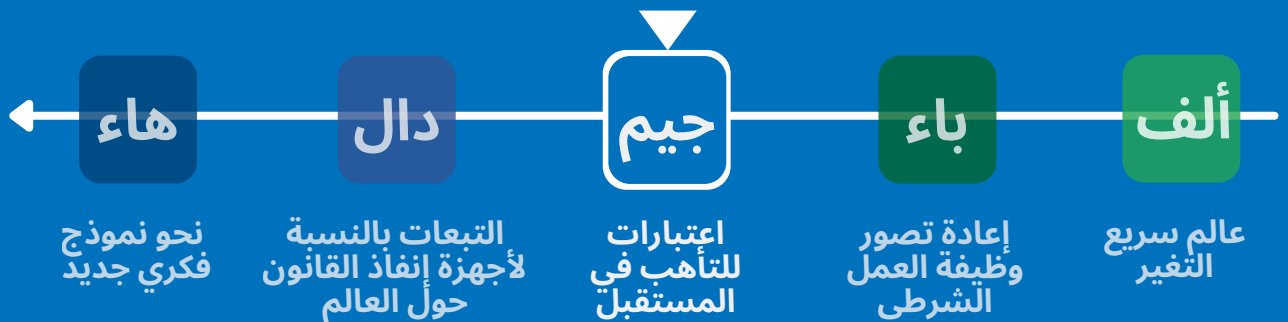 ألف
باء
جيم
دال
هاء
عالم سريع
التغير
إعادة تصور
وظيفة العمل
الشرطي
اعتبارات
للتأهب في
المستقبل
التبعات بالنسبة
لأجهزة إنفاذ القانون
حول العالم
نحو نموذج
فكري جديد